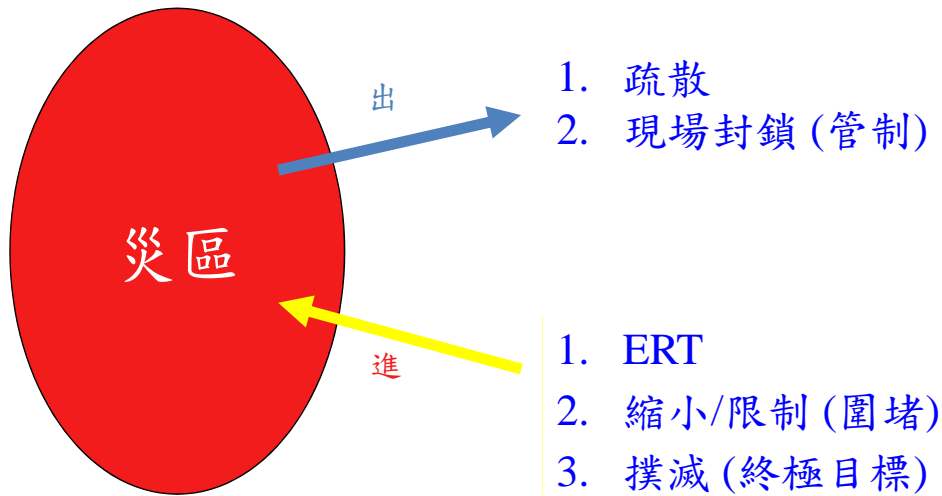 出
1. 疏散
2. 現場封鎖 (管制)
災區
進
1. ERT
2. 縮小/限制 (圍堵)
3. 撲滅 (終極目標)